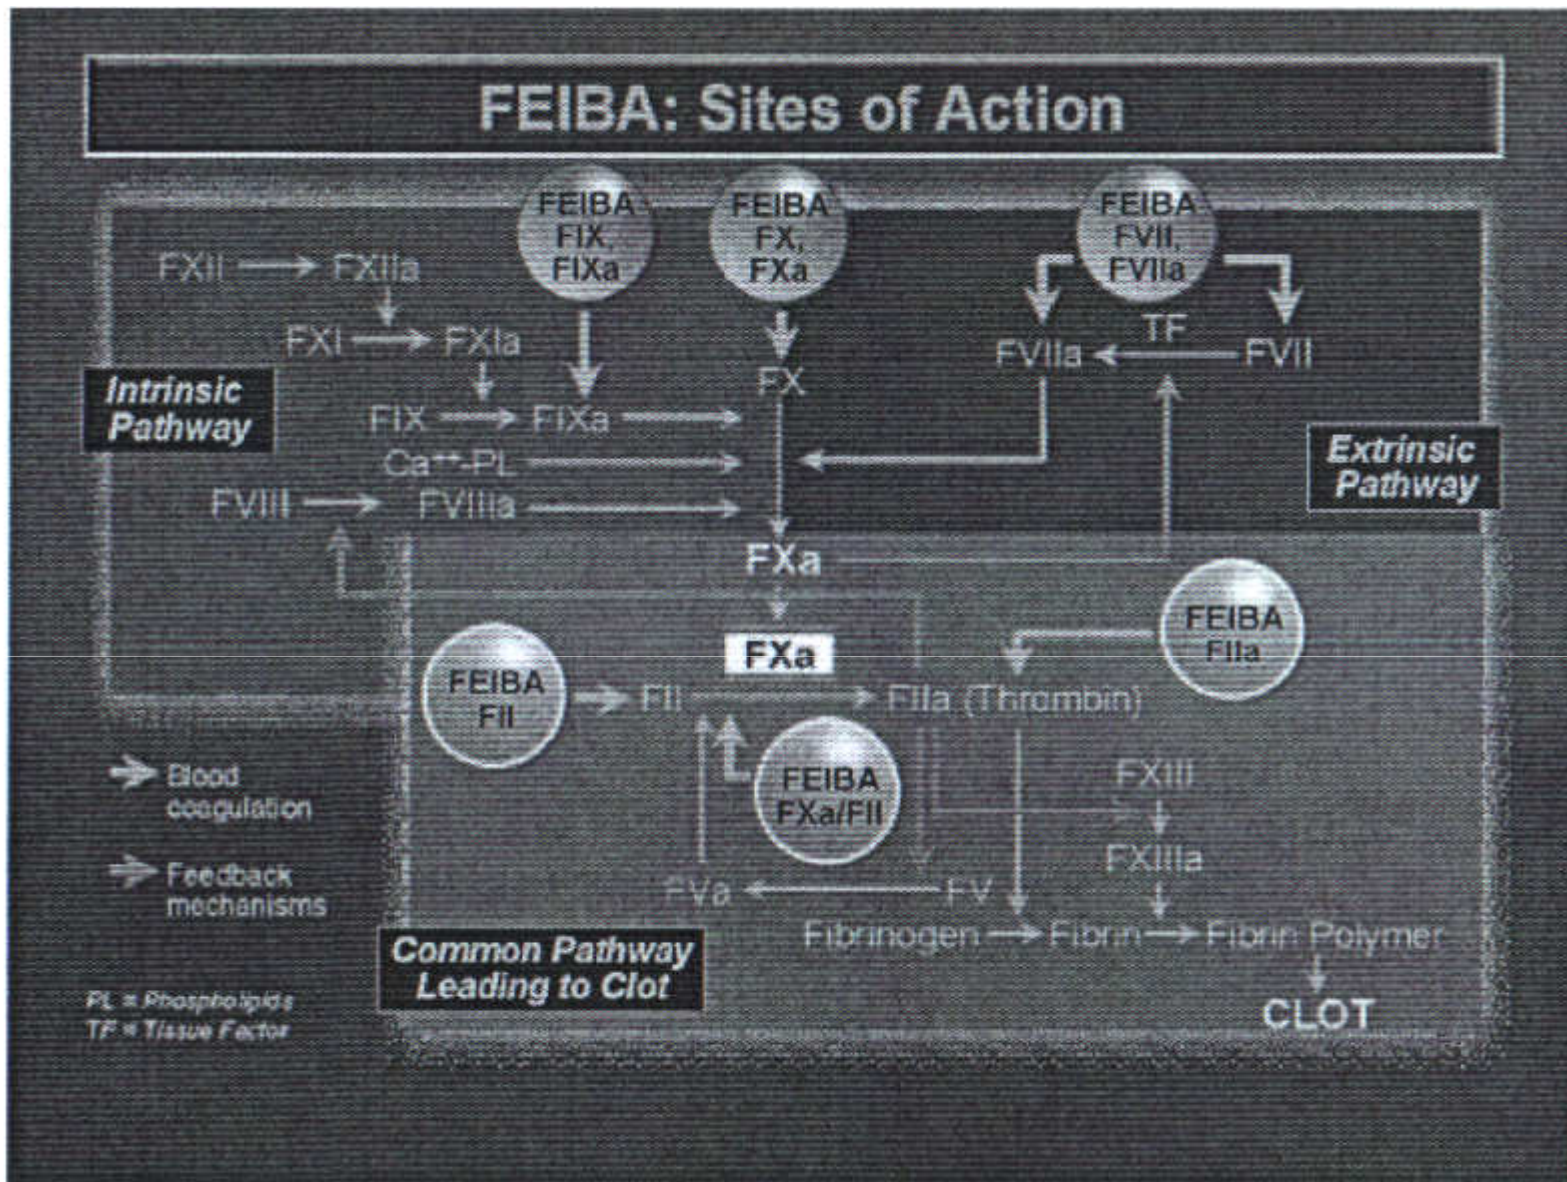 FEIBA: Sites of Action
FEIBA
FIX,
FIXa
FEIBA
FX,
FXa
FEIBA
FVII,
FVIIa
FXII
FXIIa
FXI
FXIa
TF
FVIIa
FVII
FX
Intrinsic
Pathway
FIX
FIXa
Ca⁺⁺-PL
FVIII
FVIIIa
Extrinsic
Pathway
FXa
FXa
FEIBA
FIIa
FEIBA
FII
FII
FIIa (Thrombin)
FEIBA
FXa/FII
FXIII
FXIIIa
FVa
FV
Fibrinogen
Fibrin
Fibrin Polymer
CLOT
Blood
coagulation
Feedback
mechanisms
Common Pathway
Leading to Clot
PL = Phospholipids
TF = Tissue Factor